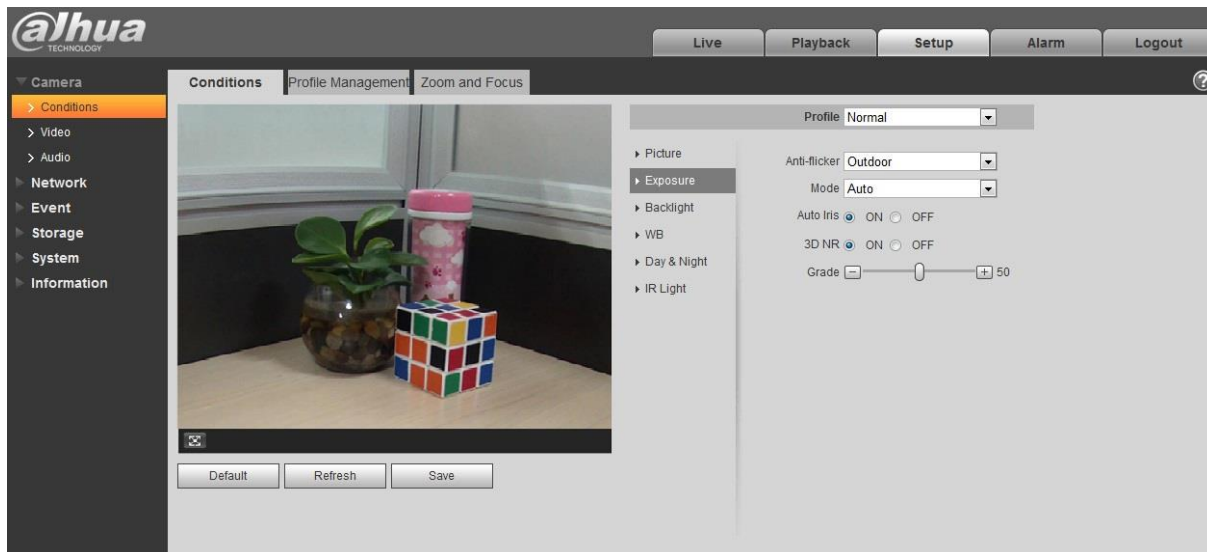 alhua
TECHNOLOGY
Live Playback Setup Alarm Logout
Camera
Conditions
Video
Audio
Network
Event
Storage
System
Information
Conditions Profile Management Zoom and Focus
?
Profile Normal
Picture
Exposure
Backlight
WB
Day & Night
IR Light
Anti-flicker Outdoor
Mode Auto
Auto Iris ON OFF
3D NR ON OFF
Grade - + 50
Default Refresh Save